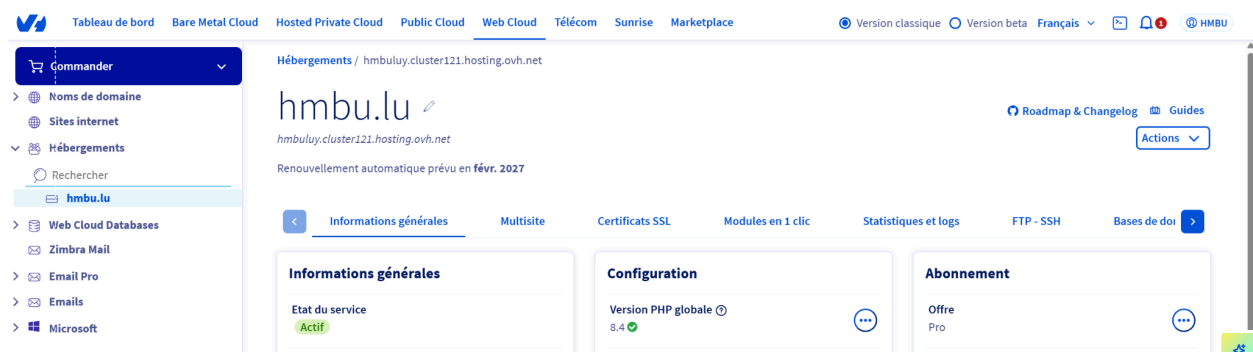 Tableau de bord Bare Metal Cloud Hosted Private Cloud Public Cloud Web Cloud Télécom Sunrise Marketplace Version classique Version beta Français 1 HMBU
Commander
Noms de domaine
Sites internet
Hébergements
Rechercher
hmbu.lu
Web Cloud Databases
Zimbra Mail
Email Pro
Emails
Microsoft
Hébergements / hmbuluy.cluster121.hosting.ovh.net
hmbu.lu
Roadmap & Changelog Guides
hmbuluy.cluster121.hosting.ovh.net
Actions
Renouvellement automatique prévu en févr. 2027
Informations générales Multisite Certificats SSL Modules en 1 clic Statistiques et logs FTP - SSH Bases de
Informations générales
Etat du service
Actif
Configuration
Version PHP globale
8.4
Abonnement
Offre
Pro